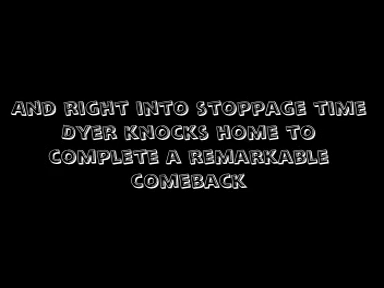 AND RIGHT INTO STOPPAGE TIME
DYER KNOCKS HOME TO
COMPLETE A REMARKABLE
COMEBACK